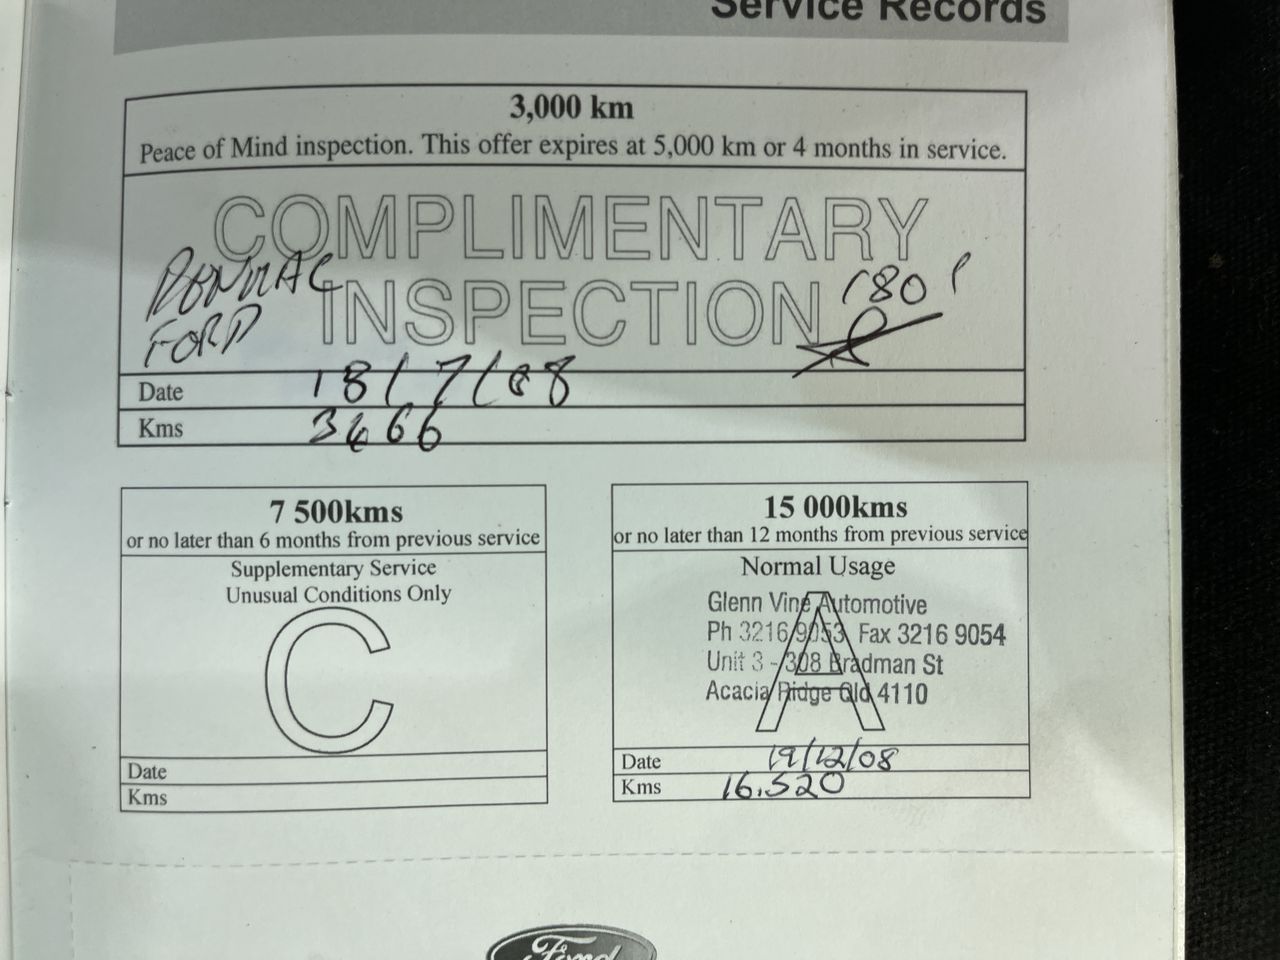 Service Records
3,000 km
Peace of Mind inspection. This offer expires at 5,000 km or 4 months in service.
COMPLIMENTARY
INSPECTION
FORD
Date 18/7/08
Kms 3666
7 500kms
or no later than 6 months from previous service
Supplementary Service
Unusual Conditions Only
C
Date
Kms
15 000kms
or no later than 12 months from previous service
Normal Usage
A
Glenn Vine Automotive
Ph 3216 9053 Fax 3216 9054
Unit 3 - 308 Bradman St
Acacia Ridge Qld 4110
Date 19/12/08
Kms 16.520
Ford